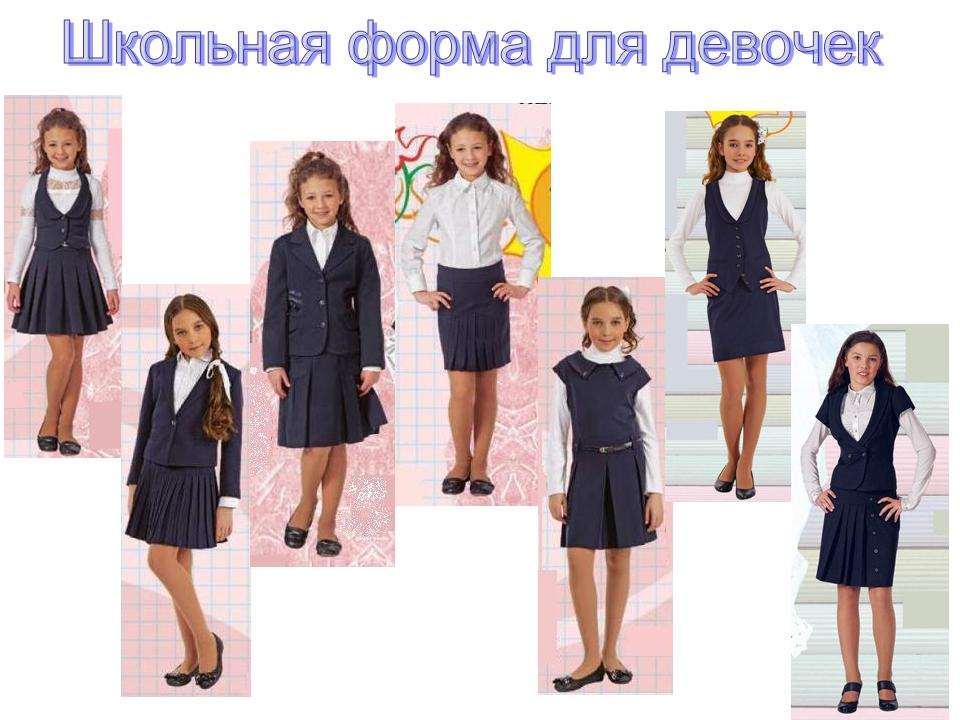 Школьная форма для девочек